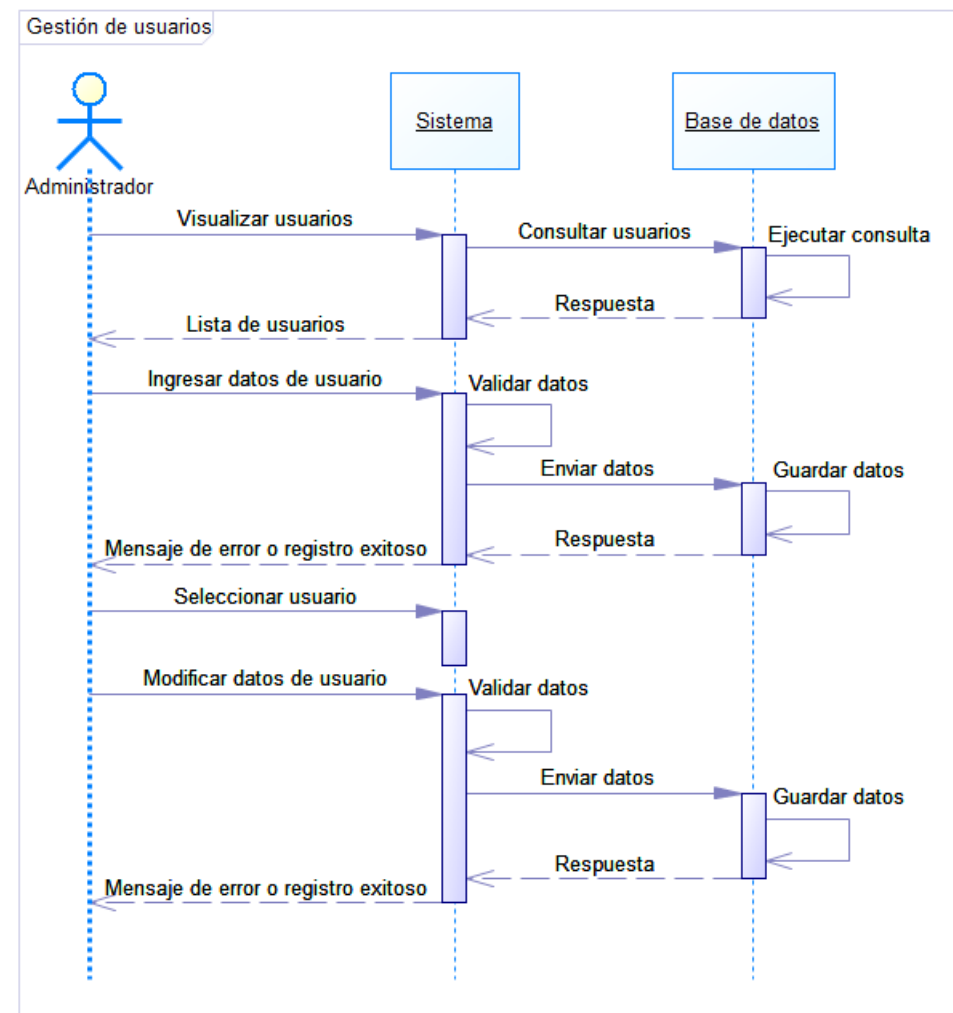 Gestión de usuarios
Sistema
Base de datos
Administrador
Visualizar usuarios
Consultar usuarios
Ejecutar consulta
Respuesta
Lista de usuarios
Ingresar datos de usuario
Validar datos
Enviar datos
Guardar datos
Respuesta
Mensaje de error o registro exitoso
Seleccionar usuario
Modificar datos de usuario
Validar datos
Enviar datos
Guardar datos
Respuesta
Mensaje de error o registro exitoso